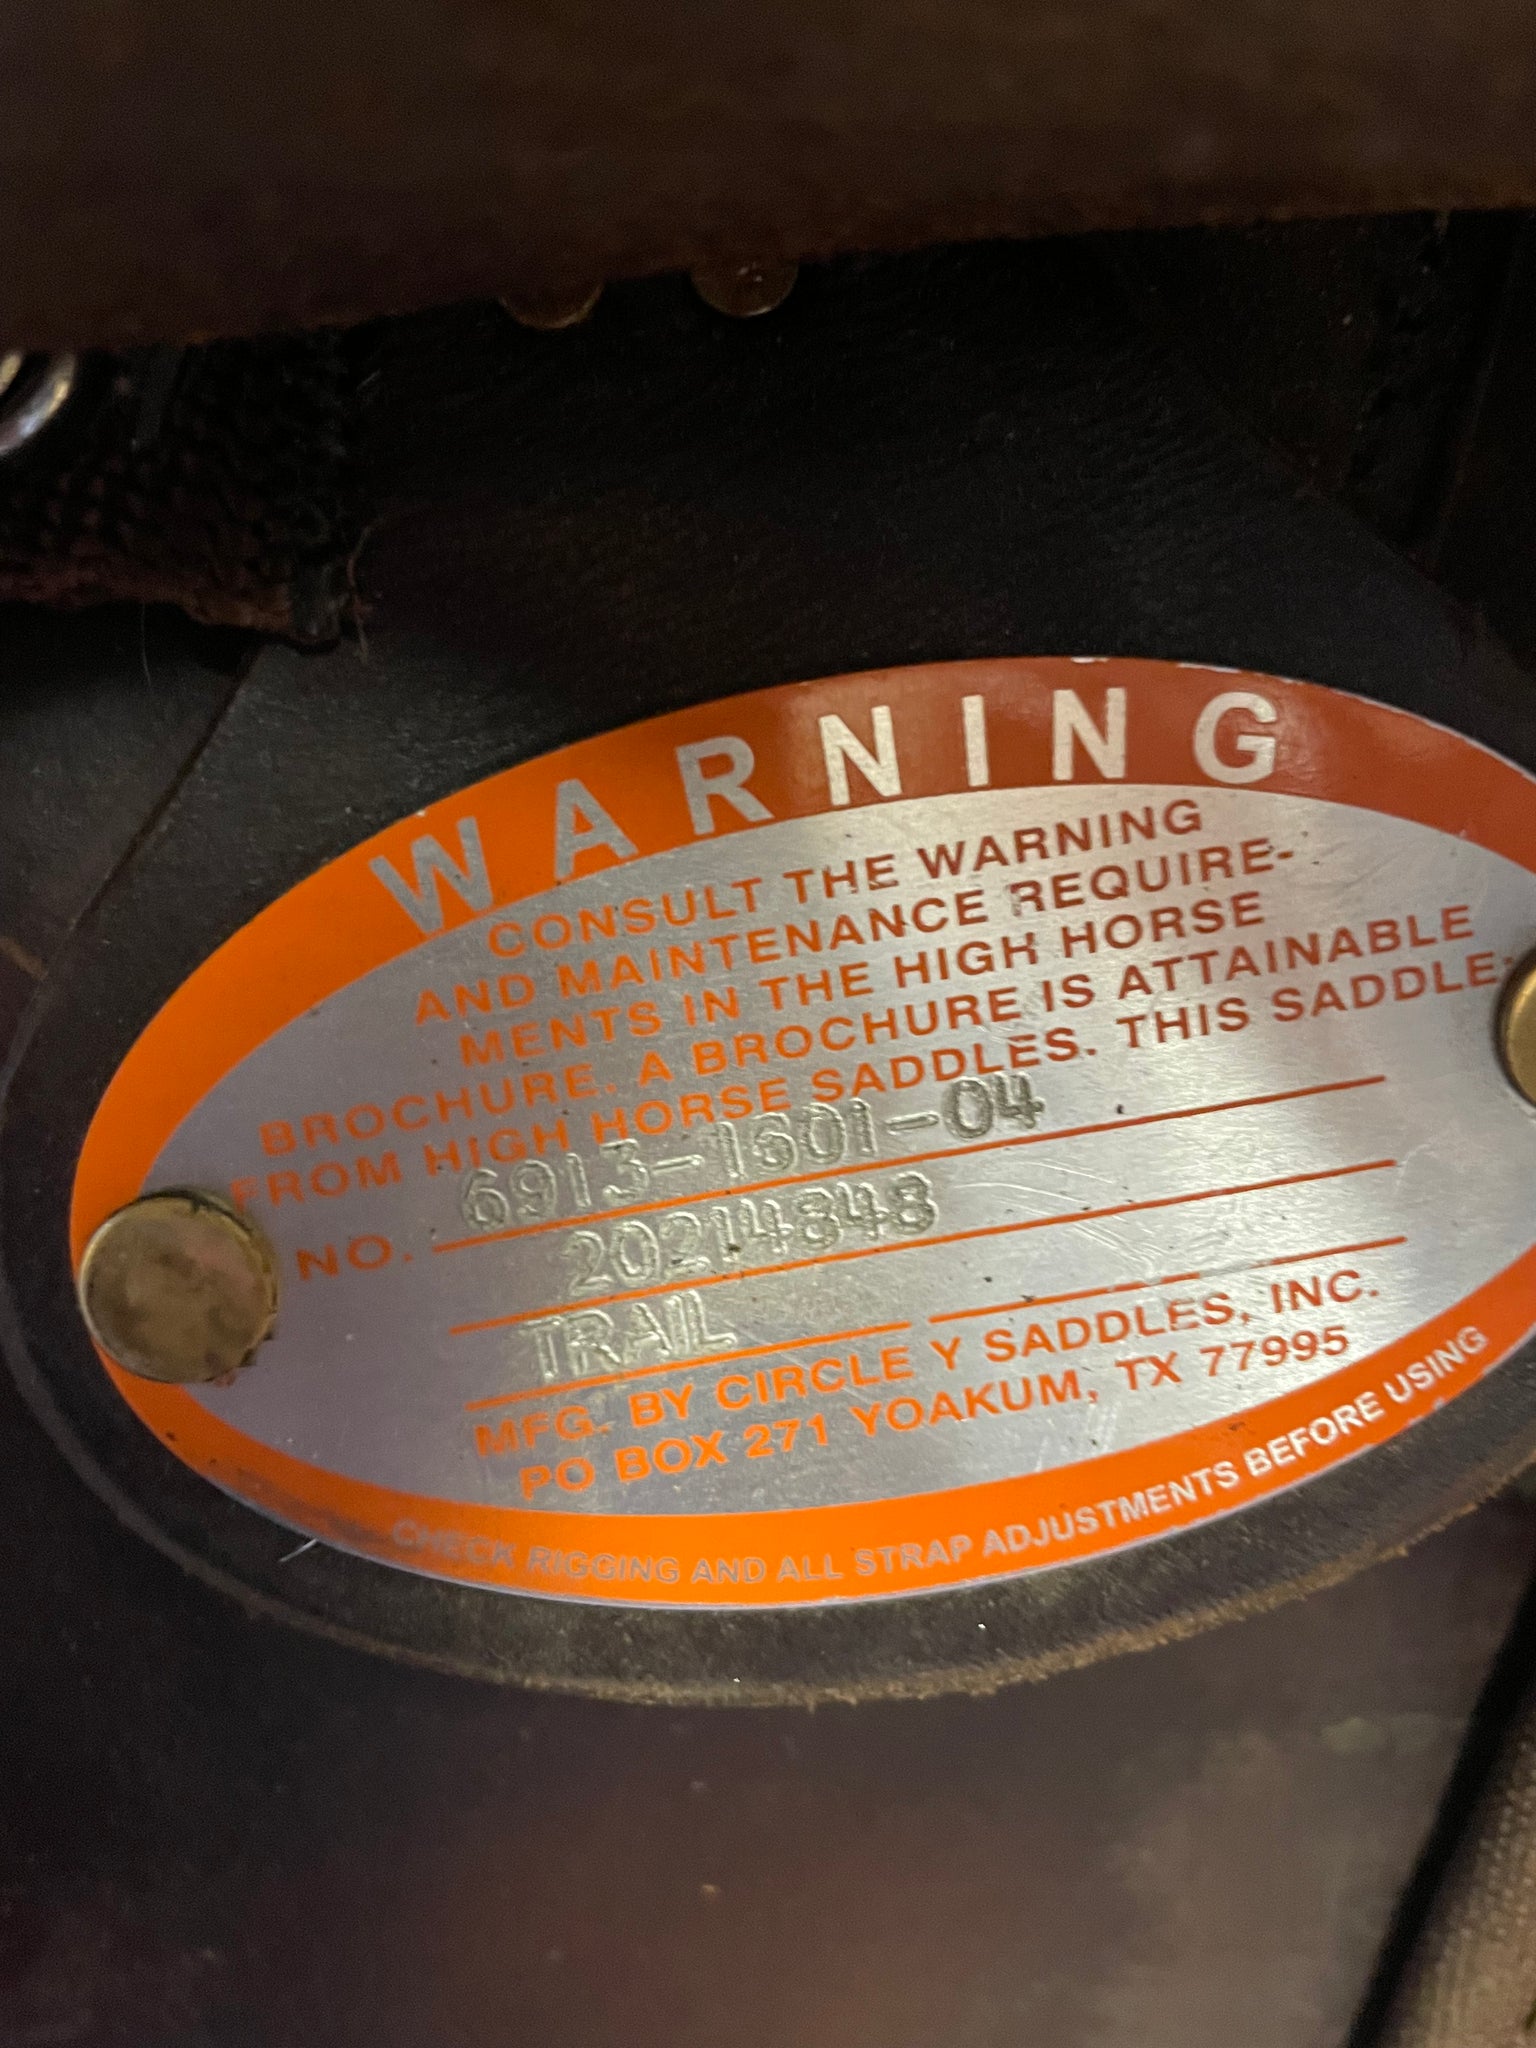 WARNING
CONSULT THE WARNING
AND MAINTENANCE REQUIRE-
MENTS IN THE HIGH HORSE
BROCHURE. A BROCHURE IS ATTAINABLE
FROM HIGH HORSE SADDLES. THIS SADDLE-
NO. 6913-1601-04
20214848
TRAIL
MFG. BY CIRCLE Y SADDLES, INC.
PO BOX 271 YOAKUM, TX 77995
CHECK RIGGING AND ALL STRAP ADJUSTMENTS BEFORE USING